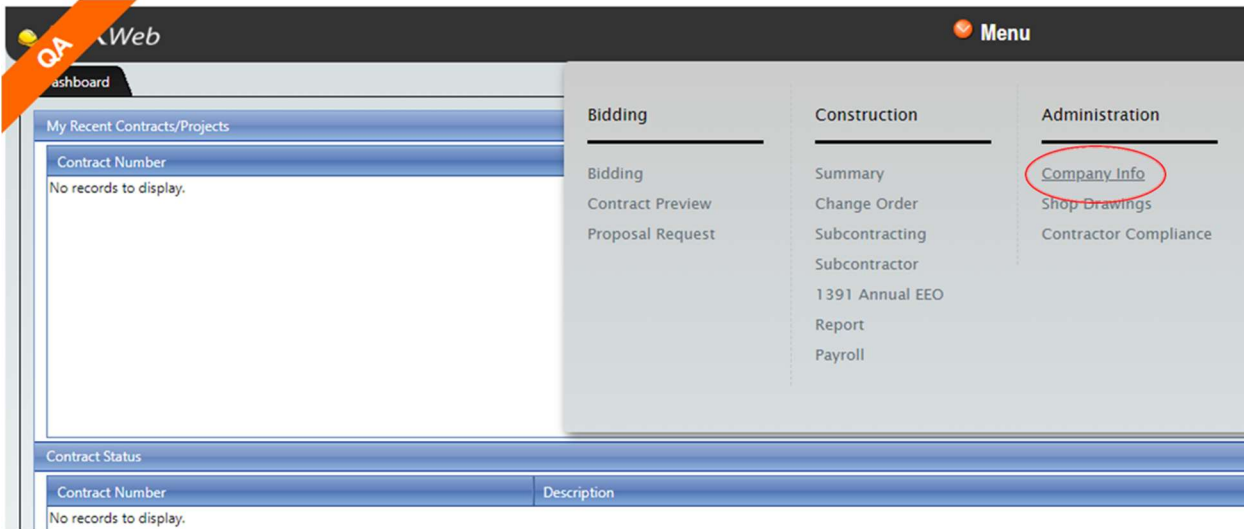 QA
Web
Menu
ashboard
My Recent Contracts/Projects
Contract Number
No records to display.
Bidding
Bidding
Contract Preview
Proposal Request
Construction
Summary
Change Order
Subcontracting
Subcontractor
1391 Annual EEO
Report
Payroll
Administration
Company Info
Shop Drawings
Contractor Compliance
Contract Status
Contract Number Description
No records to display.